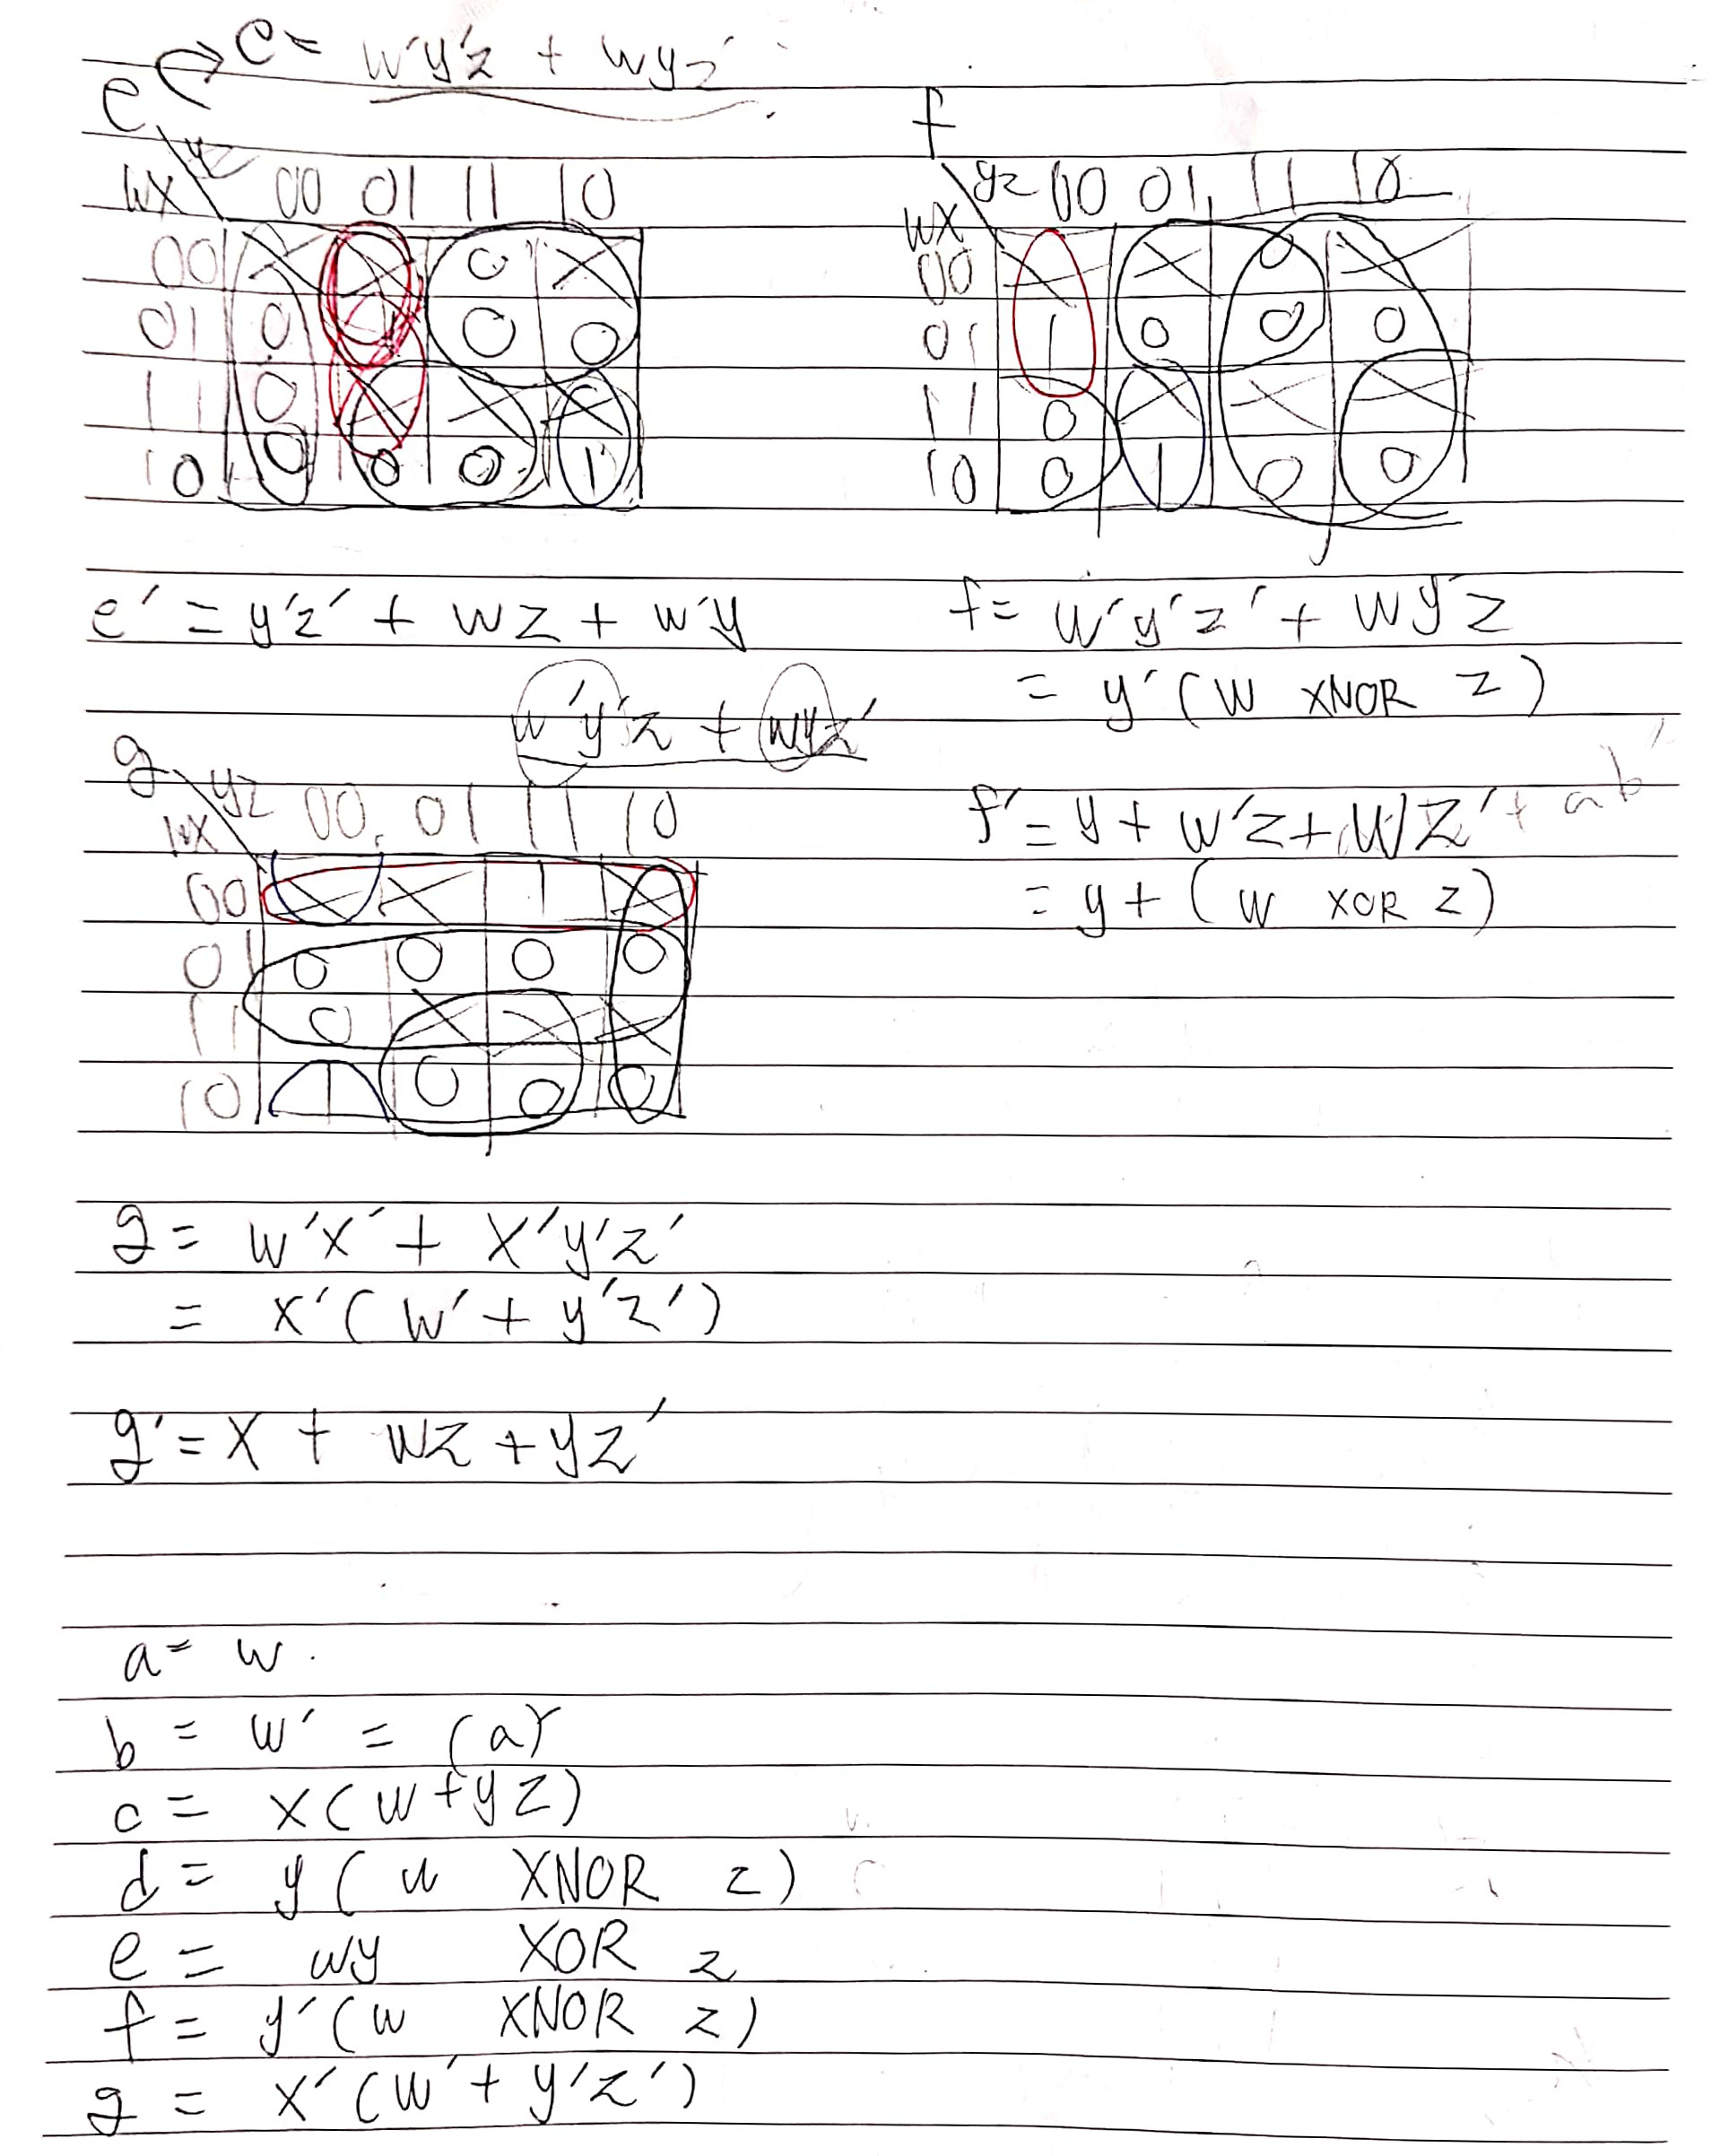 e = w'y'z + wyz'
e
f
yz 00 01 11 10
wx
00 X X 0 X
01 0 1 0 0
11 0 X X X
10 0 0 0 1
yz 00 01 11 10
wx
00 X X 0 X
01 1 0 0 0
11 0 X X X
10 0 1 0 0
e' = y'z' + wz + w'y
f = w'y'z' + wy'z
= y' (w XNOR z)
w'y'z + wyz'
f' = y + w'z + wz' + ab'
= y + (w XOR z)
g
yz 00 01 11 10
wx
00 X X 1 X
01 0 0 0 0
11 0 X X X
10 1 0 0 0
g = w'x' + x'y'z'
= x'(w' + y'z')
g' = x + wz + yz'
a = w.
b = w' = (a)'
c = x(w+yz)
d = y(w XNOR z)
e = wy XOR z
f = y'(w XNOR z)
g = x'(w' + y'z')